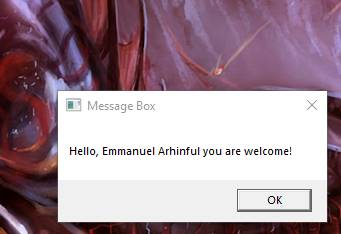 Message Box
Hello, Emmanuel Arhinful you are welcome!
OK